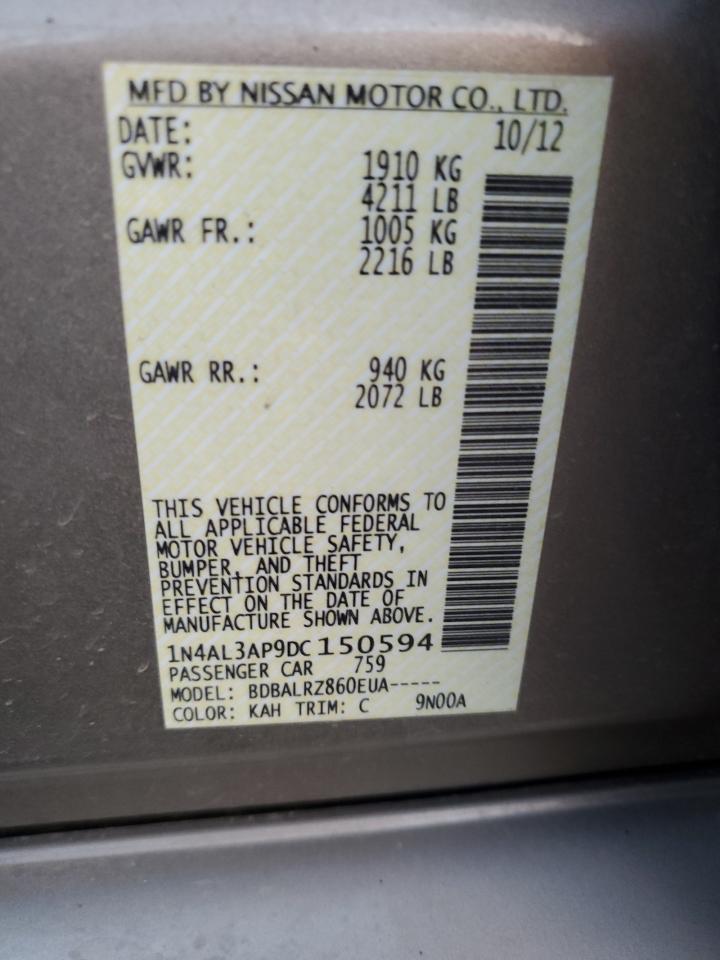 MFD BY NISSAN MOTOR CO., LTD.
DATE: 10/12
GVWR: 1910 KG
4211 LB
GAWR FR.: 1005 KG
2216 LB
GAWR RR.: 940 KG
2072 LB
THIS VEHICLE CONFORMS TO
ALL APPLICABLE FEDERAL
MOTOR VEHICLE SAFETY,
BUMPER, AND THEFT
PREVENTION STANDARDS IN
EFFECT ON THE DATE OF
MANUFACTURE SHOWN ABOVE.
1N4AL3AP9DC150594
PASSENGER CAR 759
MODEL: BDBALRZ860EUA-----
COLOR: KAH TRIM: C 9N00A